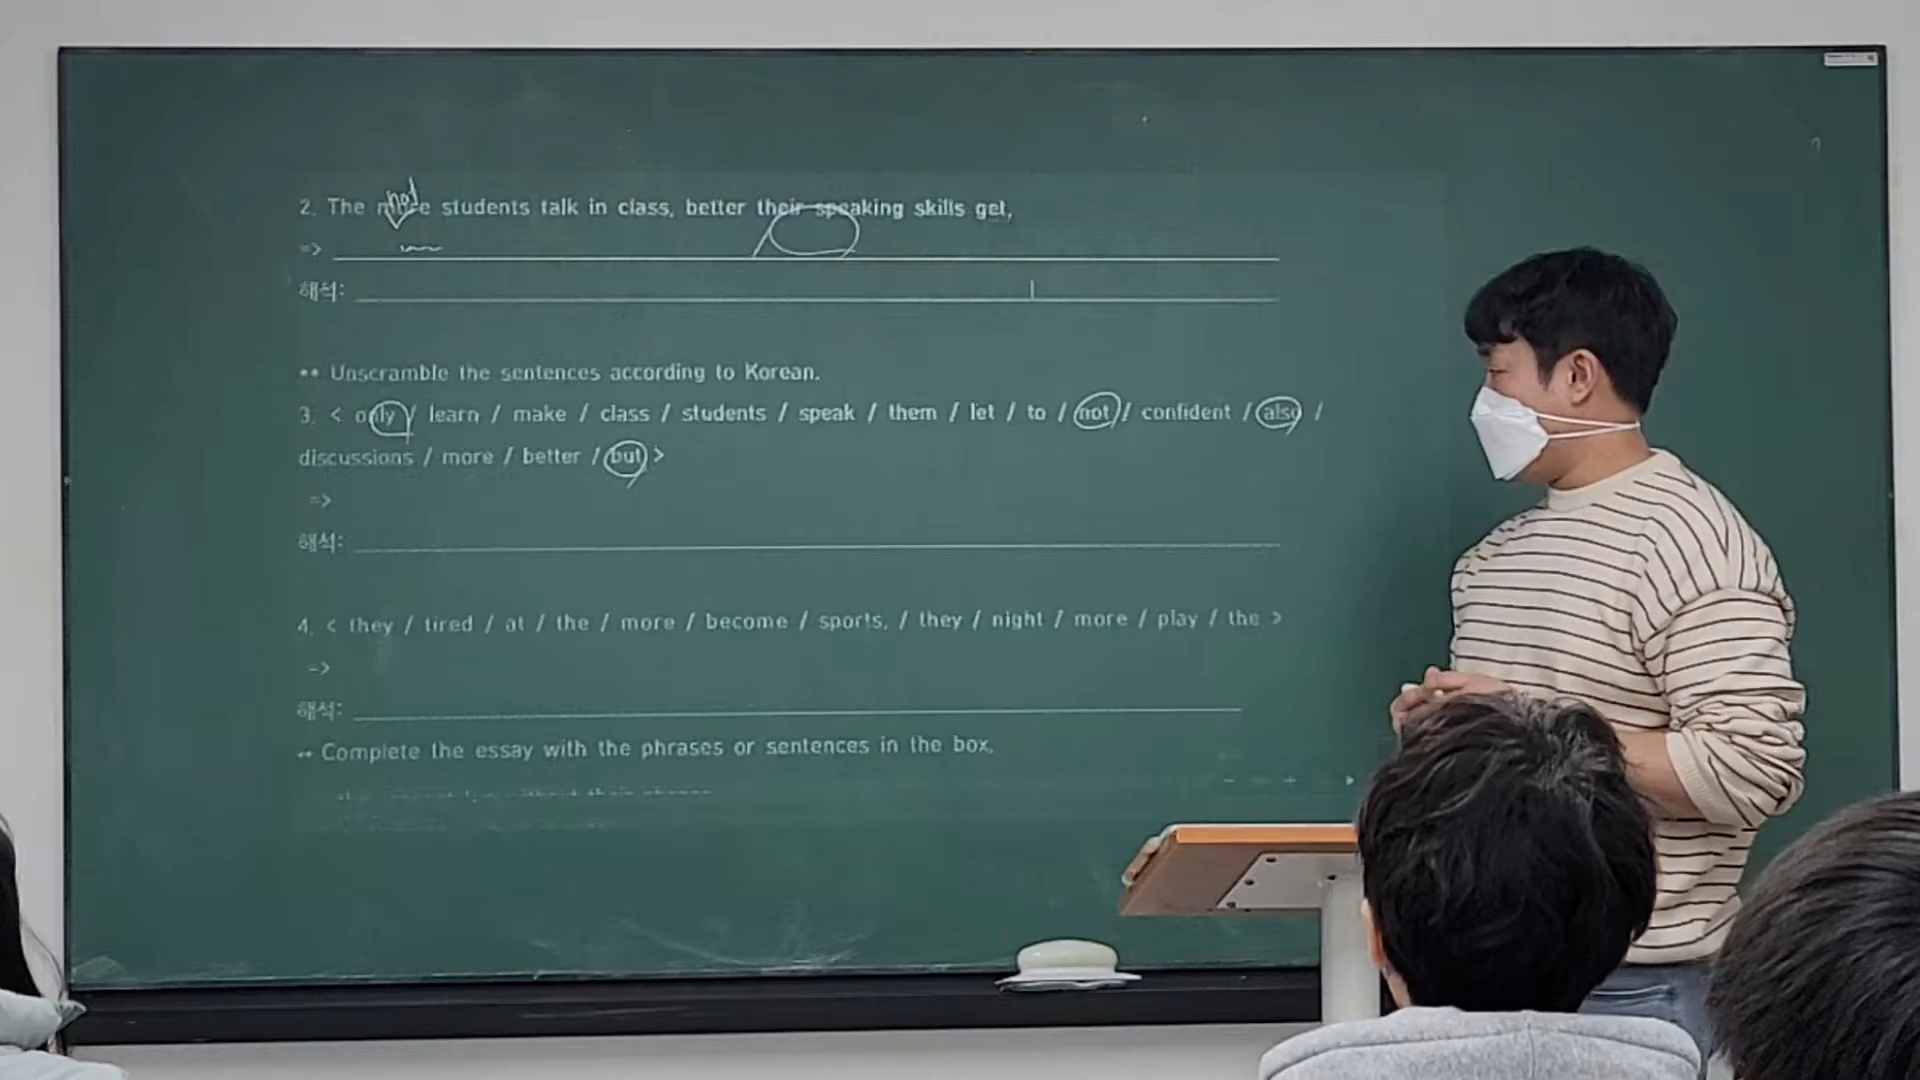 not
2. The more students talk in class, better their speaking skills get,
=>
해석:
** Unscramble the sentences according to Korean.
3. < only / learn / make / class / students / speak / them / let / to / not / confident / also /
discussions / more / better / but >
=>
해석:
4. < they / tired / at / the / more / become / sports, / they / night / more / play / the >
->
해석:
** Complete the essay with the phrases or sentences in the box.